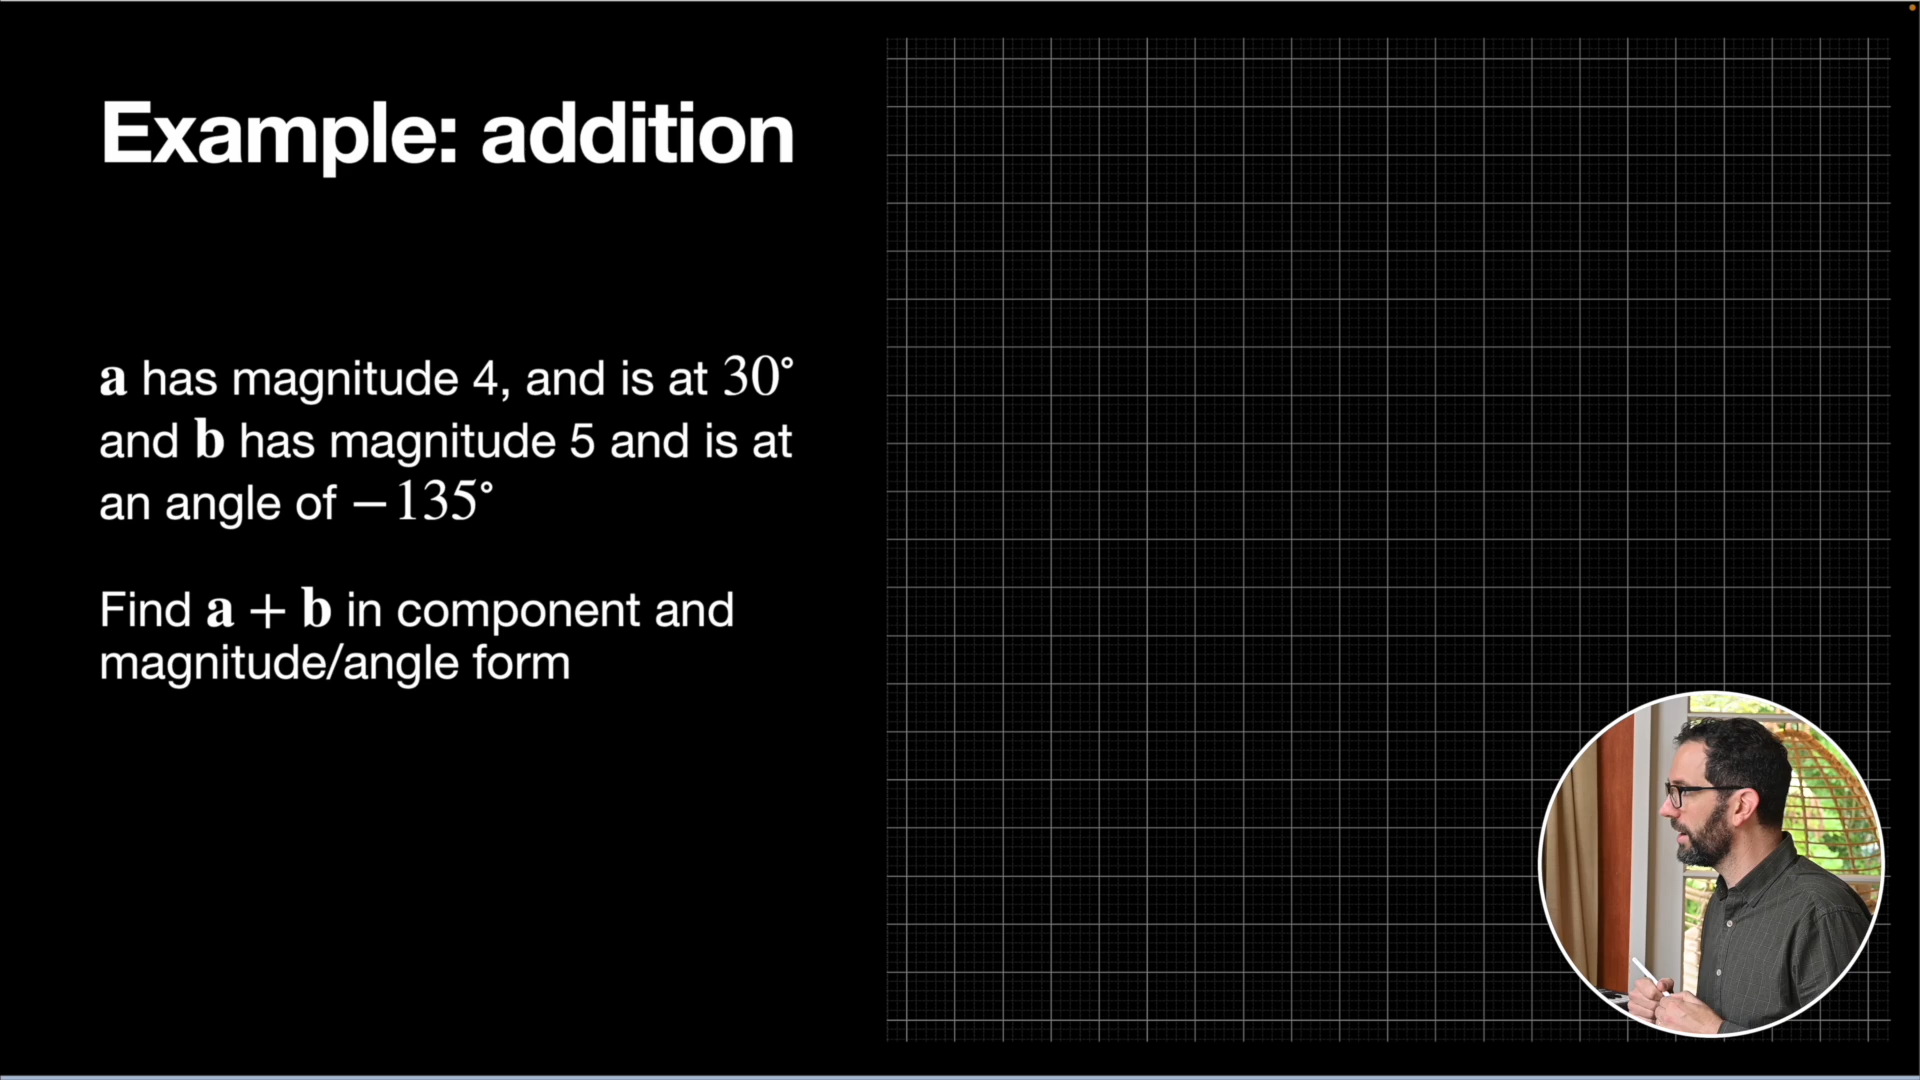 Example: addition
a has magnitude 4, and is at 30°
and b has magnitude 5 and is at
an angle of −135°
Find a + b in component and
magnitude/angle form